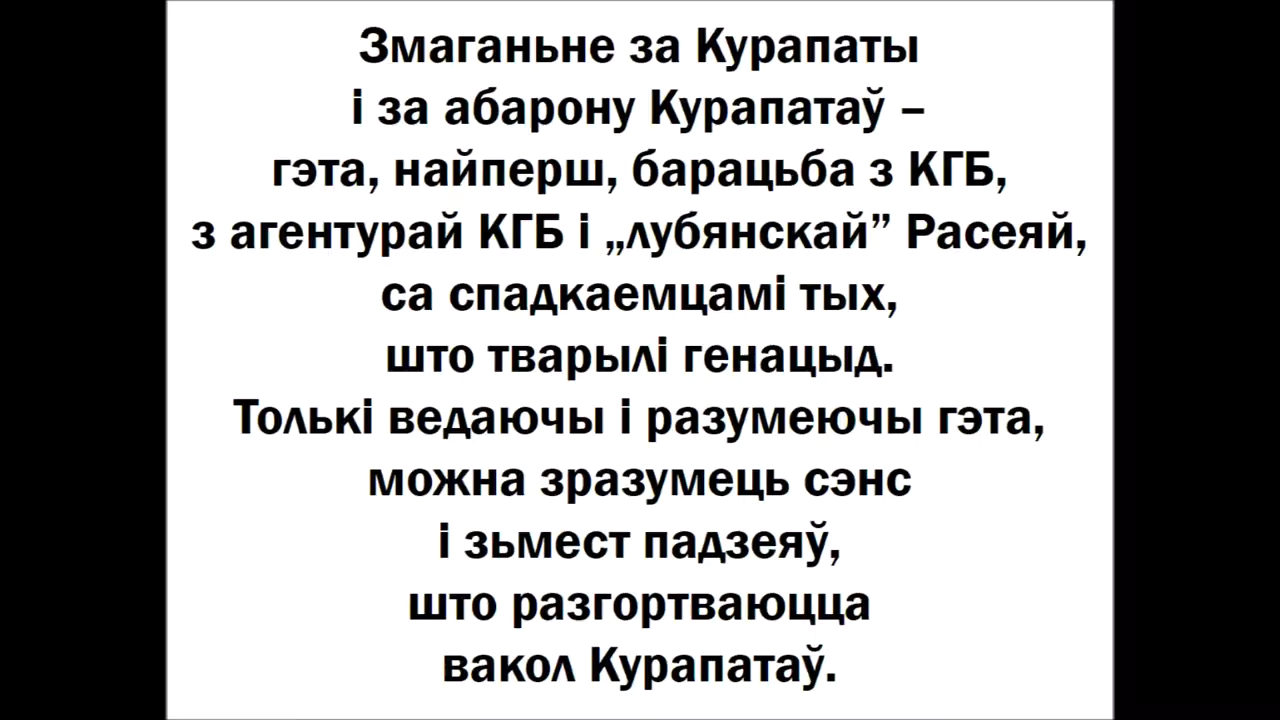 Змаганьне за Курапаты
і за абарону Курапатаў –
гэта, найперш, барацьба з КГБ,
з агентурай КГБ і „лубянскай” Расеяй,
са спадкаемцамі тых,
што тварылі генацыд.
Толькі ведаючы і разумеючы гэта,
можна зразумець сэнс
і зьмест падзеяў,
што разгортваюцца
вакол Курапатаў.